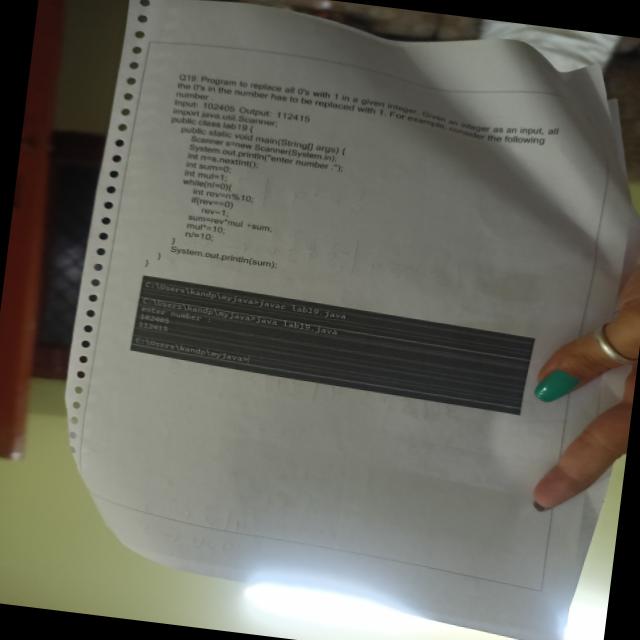 Q19. Program to replace all 0's with 1 in a given integer. Given an integer as an input, all
the 0's in the number has to be replaced with 1. For example, consider the following
number
Input: 102405 Output: 112415
import java.util.Scanner;
public class lab19 {
public static void main(String[] args) {
Scanner s=new Scanner(System.in);
System.out.println("enter number :");
int n=s.nextInt();
int sum=0;
int mul=1;
while(n!=0){
int rev=n%10;
if(rev==0)
rev=1;
sum=rev*mul +sum;
mul*=10;
n/=10;
}
System.out.println(sum);
}
}
C:\Users\kandp\myjava>javac lab19.java
C:\Users\kandp\myjava>java lab19.java
enter number :
C:\Users\kandp\myjava>